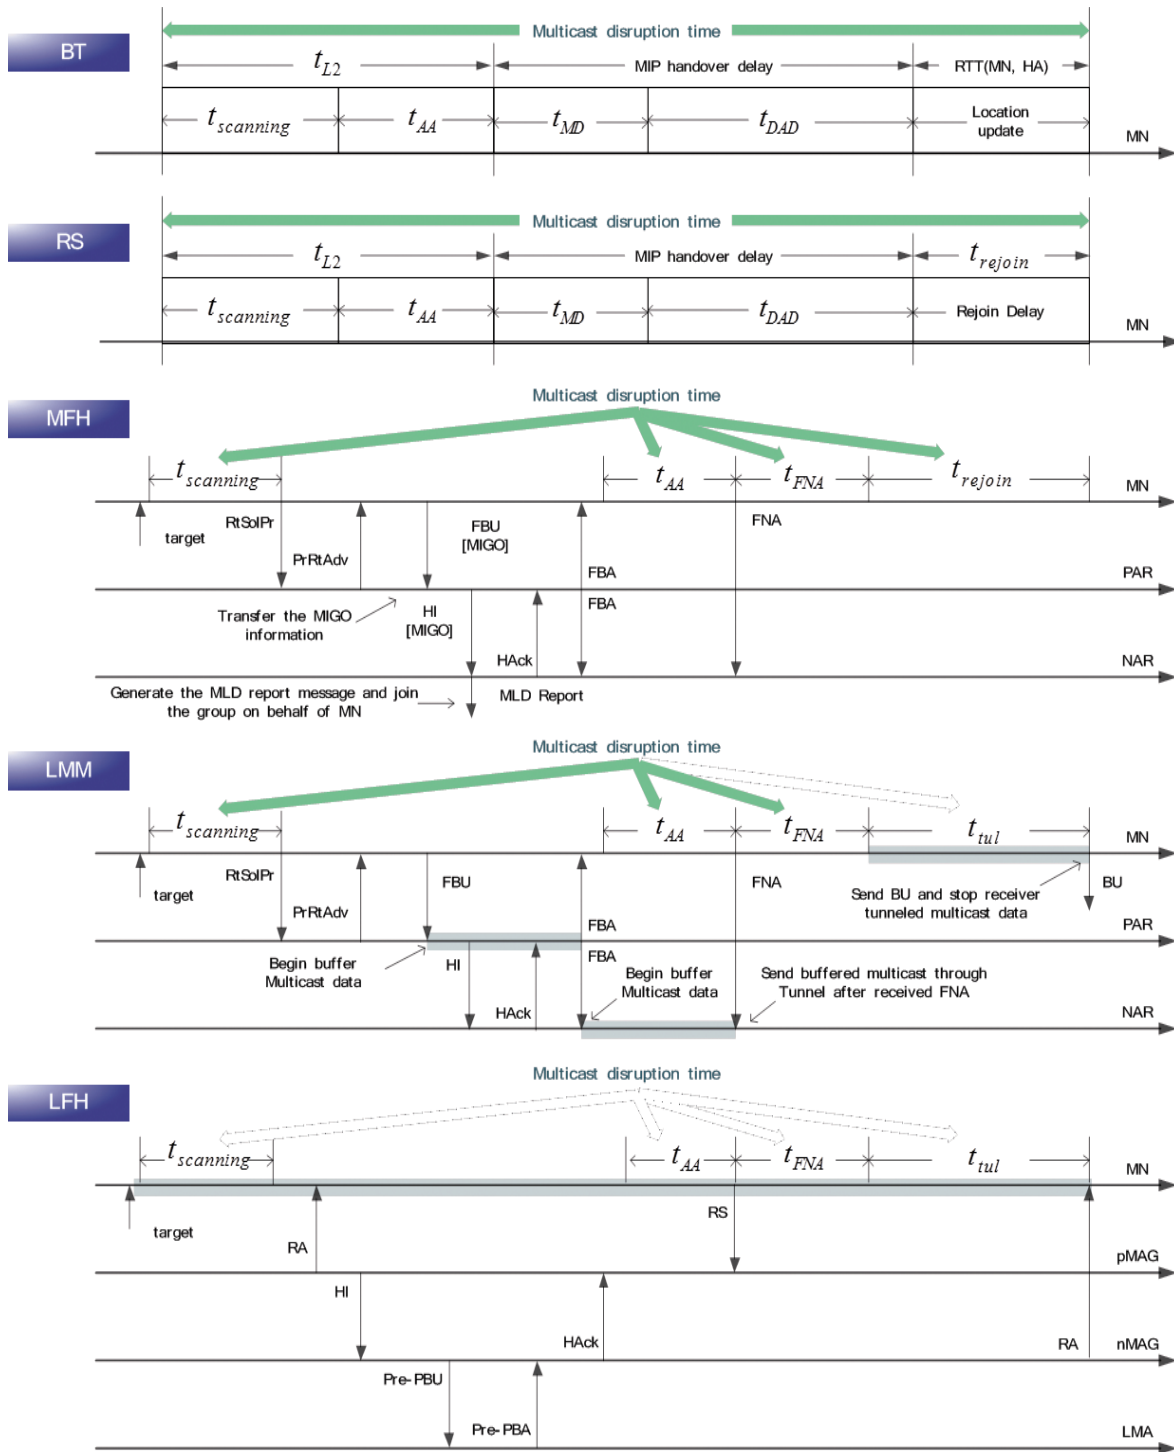 Multicast disruption time
BT
t_L2
MIP handover delay
RTT(MN, HA)
t_scanning
t_AA
t_MD
t_DAD
Location
update
MN
Multicast disruption time
RS
t_L2
MIP handover delay
t_rejoin
t_scanning
t_AA
t_MD
t_DAD
Rejoin Delay
MN
Multicast disruption time
MFH
t_scanning
t_AA
t_FNA
t_rejoin
MN
target
RtSolPr
PrRtAdv
FBU
[MIGO]
FNA
FBA
PAR
Transfer the MIGO
information
HI
[MIGO]
FBA
HAck
NAR
Generate the MLD report message and join
the group on behalf of MN
MLD Report
Multicast disruption time
LMM
t_scanning
t_AA
t_FNA
t_tul
MN
target
RtSolPr
PrRtAdv
FBU
FNA
Send BU and stop receiver
tunneled multicast data
BU
FBA
PAR
Begin buffer
Multicast data
HI
FBA
HAck
Begin buffer
Multicast data
Send buffered multicast through
Tunnel after received FNA
NAR
Multicast disruption time
LFH
t_scanning
t_AA
t_FNA
t_tul
MN
target
RA
RS
pMAG
HI
HAck
RA
nMAG
Pre-PBU
Pre-PBA
LMA